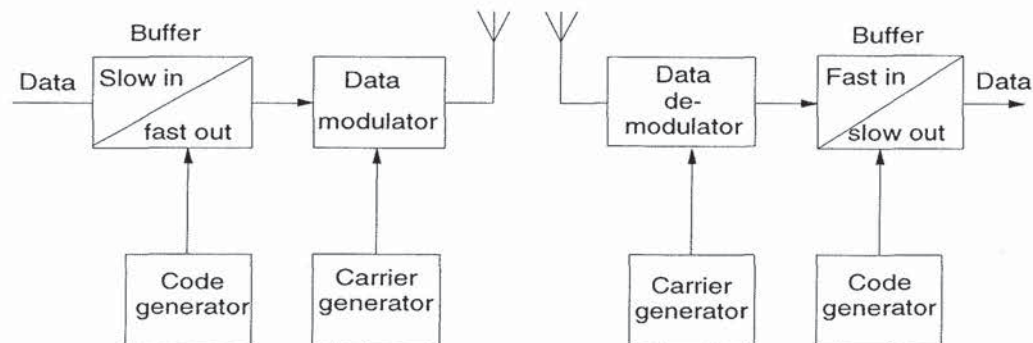 Buffer
Data
Slow in
fast out
Data
modulator
Code
generator
Carrier
generator
Data
de-
modulator
Buffer
Fast in
slow out
Data
Carrier
generator
Code
generator